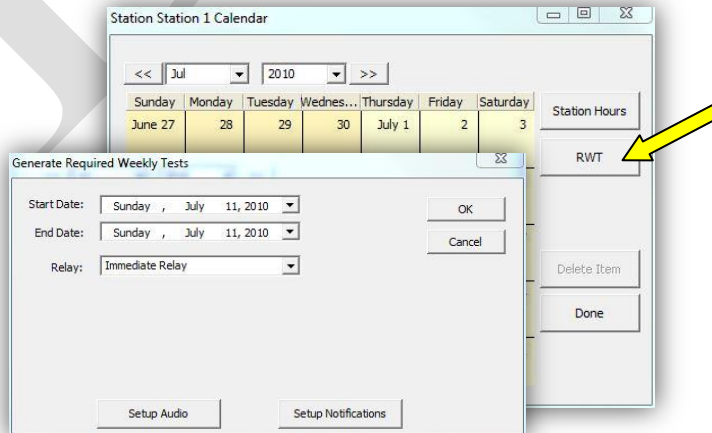 Station Station 1 Calendar
<< Jul 2010 >>
Sunday Monday Tuesday Wednes... Thursday Friday Saturday
June 27 28 29 30 July 1 2 3
Station Hours
RWT
Delete Item
Done
Generate Required Weekly Tests
Start Date: Sunday , July 11, 2010
End Date: Sunday , July 11, 2010
Relay: Immediate Relay
OK
Cancel
Setup Audio Setup Notifications